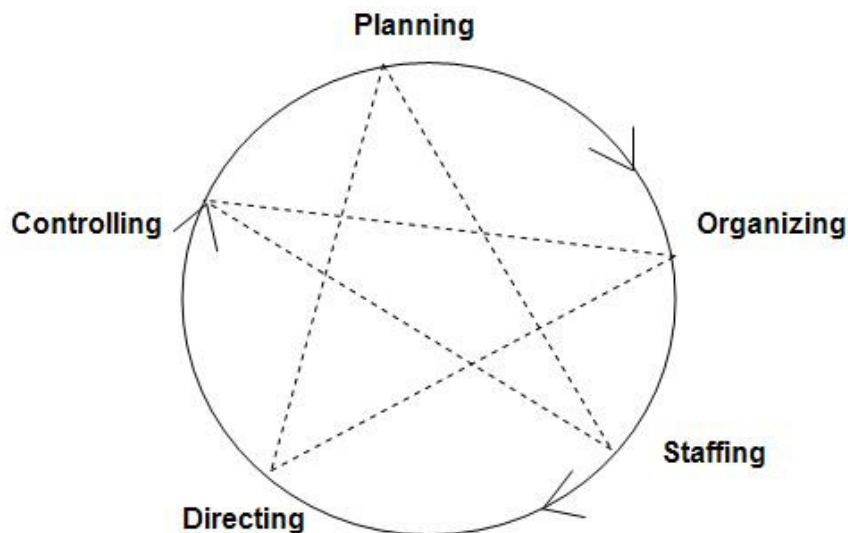 Planning
Organizing
Controlling
Staffing
Directing